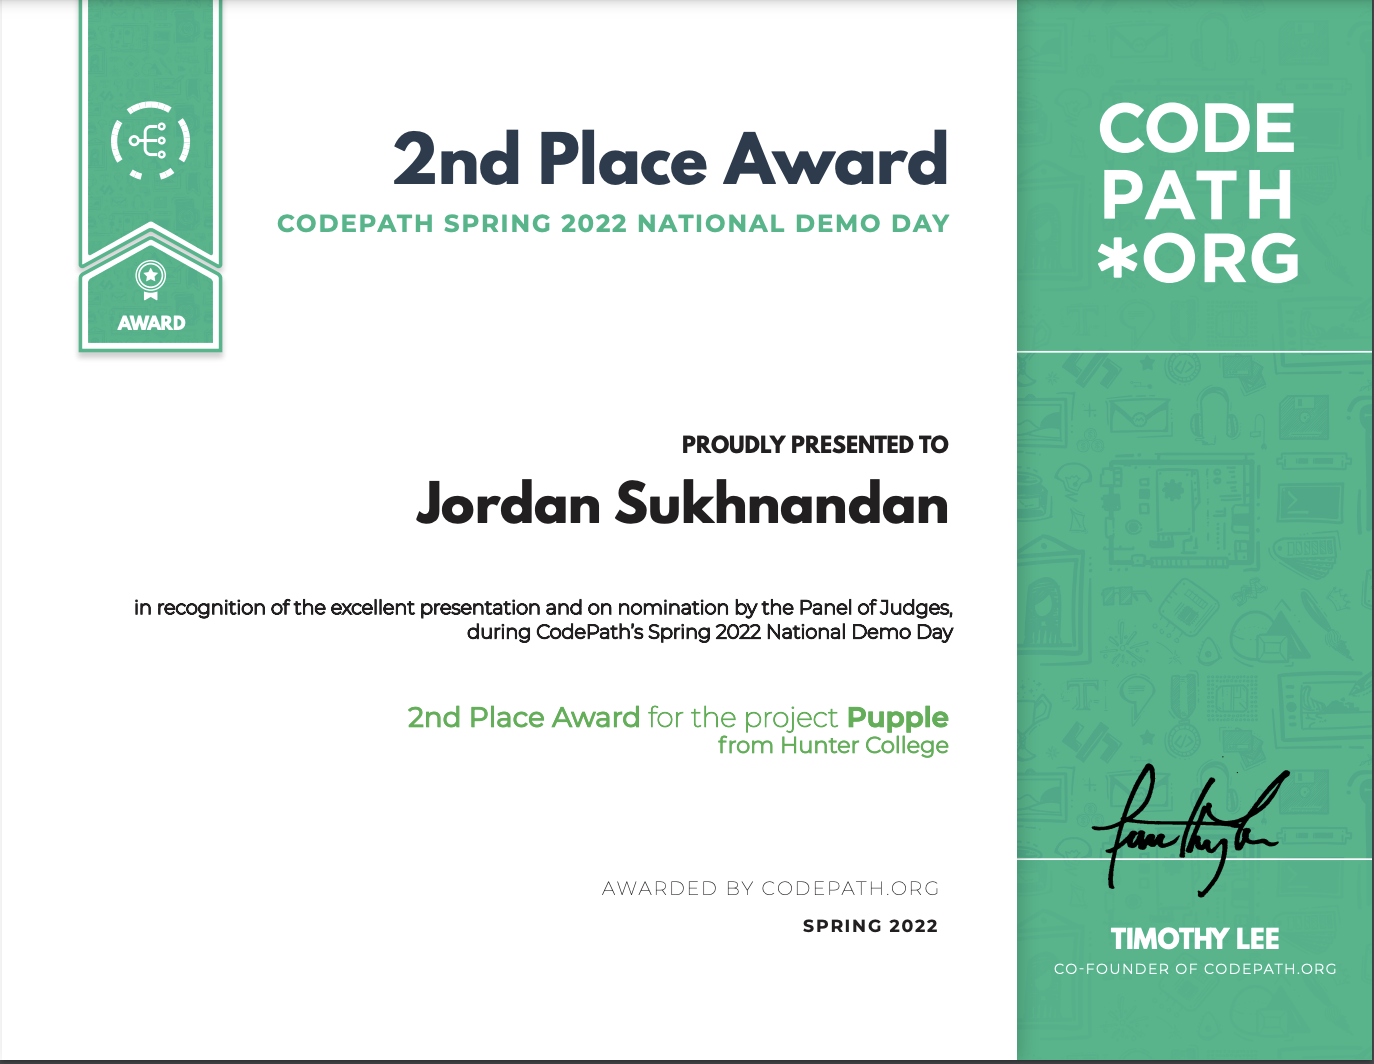 2nd Place Award
CODEPATH SPRING 2022 NATIONAL DEMO DAY
AWARD
PROUDLY PRESENTED TO
Jordan Sukhnandan
in recognition of the excellent presentation and on nomination by the Panel of Judges,
during CodePath's Spring 2022 National Demo Day
2nd Place Award for the project Pupple
from Hunter College
AWARDED BY CODEPATH.ORG
SPRING 2022
CODE
PATH
*ORG
TIMOTHY LEE
CO-FOUNDER OF CODEPATH.ORG